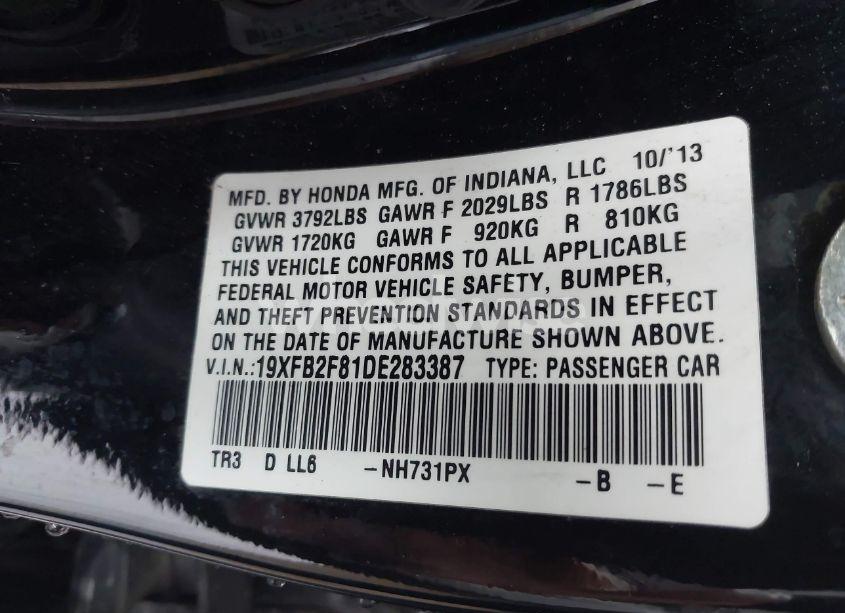 MFD. BY HONDA MFG. OF INDIANA, LLC 10/'13
GVWR 3792LBS GAWR F 2029LBS R 1786LBS
GVWR 1720KG GAWR F 920KG R 810KG
THIS VEHICLE CONFORMS TO ALL APPLICABLE
FEDERAL MOTOR VEHICLE SAFETY, BUMPER,
AND THEFT PREVENTION STANDARDS IN EFFECT
ON THE DATE OF MANUFACTURE SHOWN ABOVE.
V.I.N.:19XFB2F81DE283387 TYPE: PASSENGER CAR
TR3 D LL6 -NH731PX -B -E